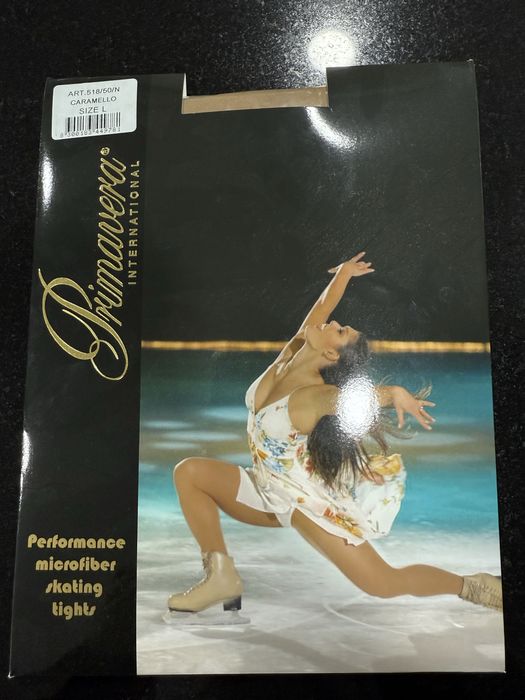 ART.518/50/N
CARAMELLO
SIZE L
Primavera®
INTERNATIONAL
Performance
microfiber
skating
tights